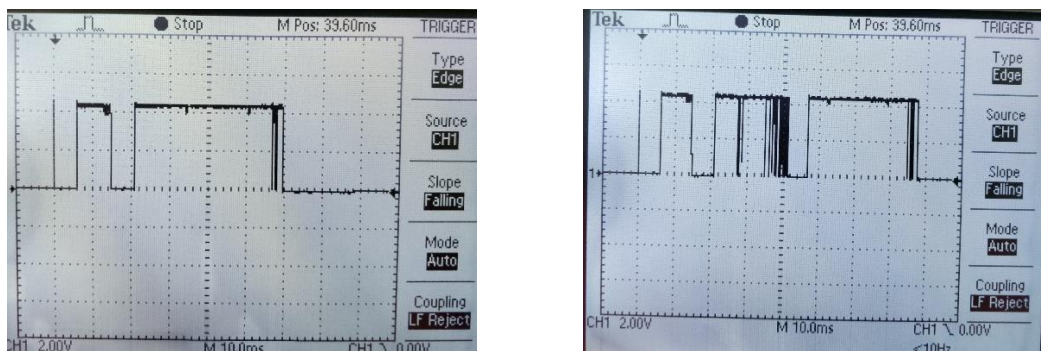 Tek Stop M Pos: 39.60ms TRIGGER
Type
Edge
Source
CH1
Slope
Falling
Mode
Auto
Coupling
LF Reject
CH1 2.00V M 10.0ms CH1 \ 0.00V
Tek Stop M Pos: 39.60ms TRIGGER
Type
Edge
Source
CH1
Slope
Falling
Mode
Auto
Coupling
LF Reject
1
CH1 2.00V M 10.0ms CH1 \ 0.00V
<10Hz